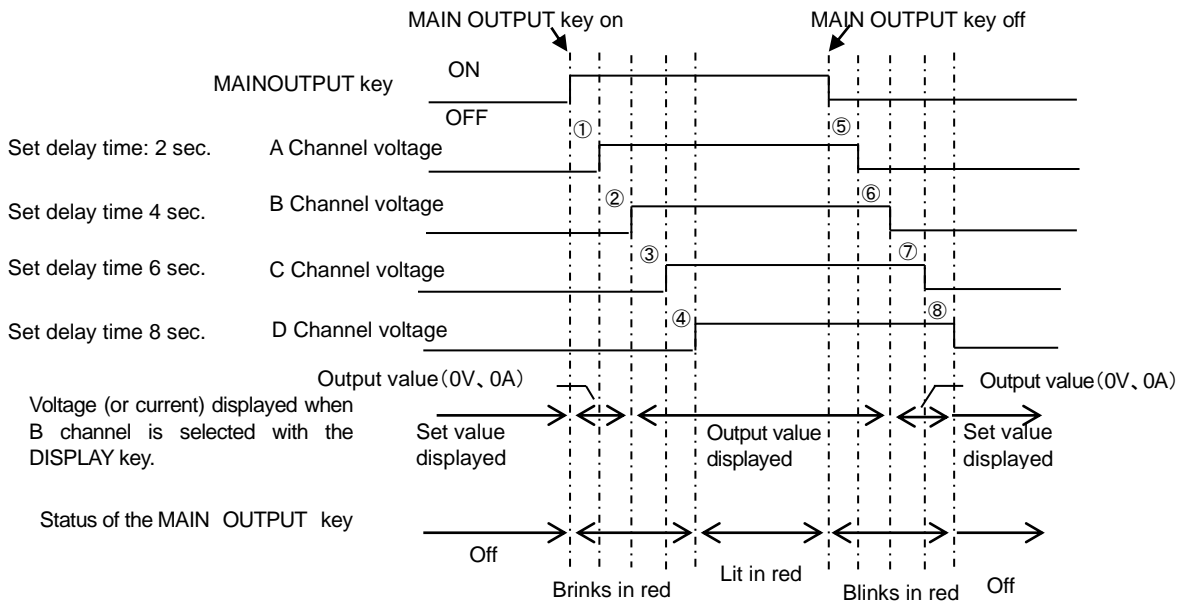 MAIN OUTPUT key on
MAIN OUTPUT key off
MAINOUTPUT key
ON
OFF
① ⑤
Set delay time: 2 sec. A Channel voltage
② ⑥
Set delay time 4 sec. B Channel voltage
③ ⑦
Set delay time 6 sec. C Channel voltage
④ ⑧
Set delay time 8 sec. D Channel voltage
Output value(0V、0A)
Output value(0V、0A)
Voltage (or current) displayed when
B channel is selected with the
DISPLAY key.
Set value
displayed
Output value
displayed
Set value
displayed
Status of the MAIN OUTPUT key
Off
Brinks in red
Lit in red
Blinks in red
Off